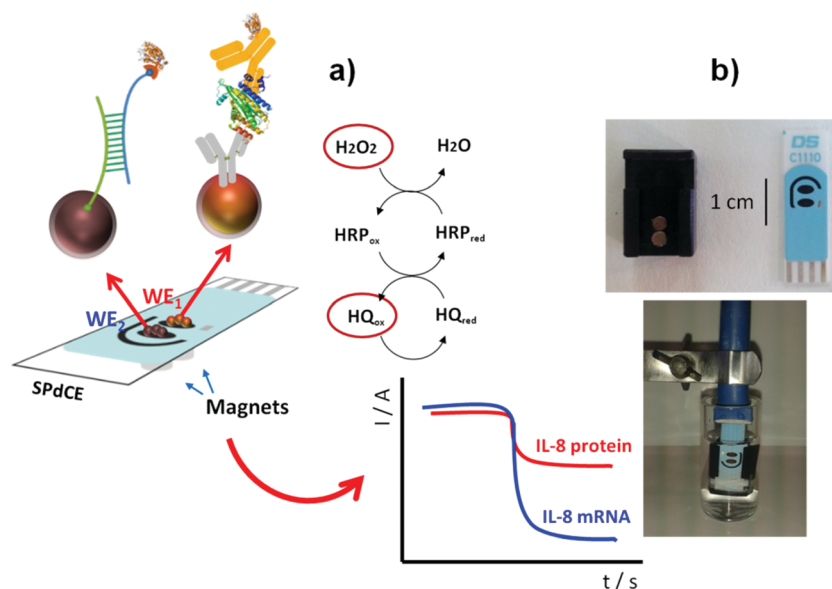 a)
b)
H2O2
H2O
HRPox
HRPred
HQox
HQred
WE1
WE2
SPdCE
Magnets
I / A
IL-8 protein
IL-8 mRNA
t / s
1 cm
DS
C1110